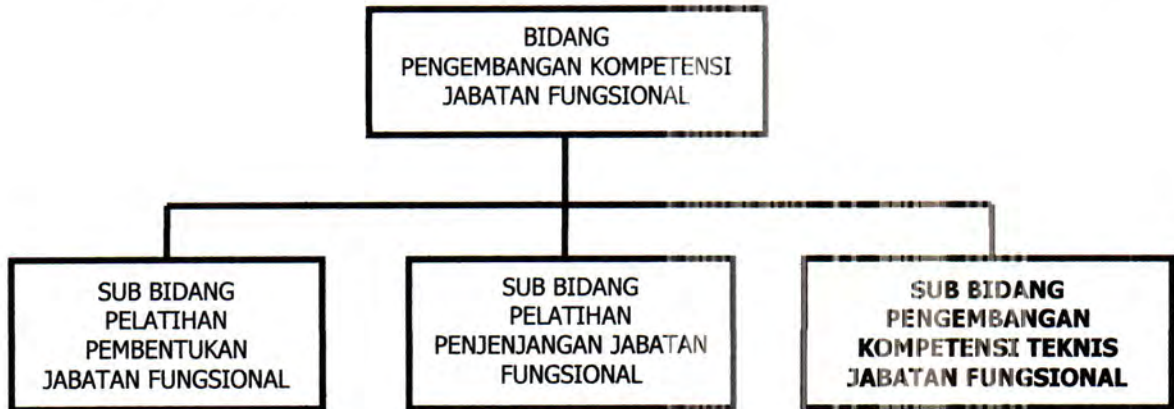 BIDANG
PENGEMBANGAN KOMPETENSI
JABATAN FUNGSIONAL
SUB BIDANG
PELATIHAN
PEMBENTUKAN
JABATAN FUNGSIONAL
SUB BIDANG
PELATIHAN
PENJENJANGAN JABATAN
FUNGSIONAL
SUB BIDANG
PENGEMBANGAN
KOMPETENSI TEKNIS
JABATAN FUNGSIONAL